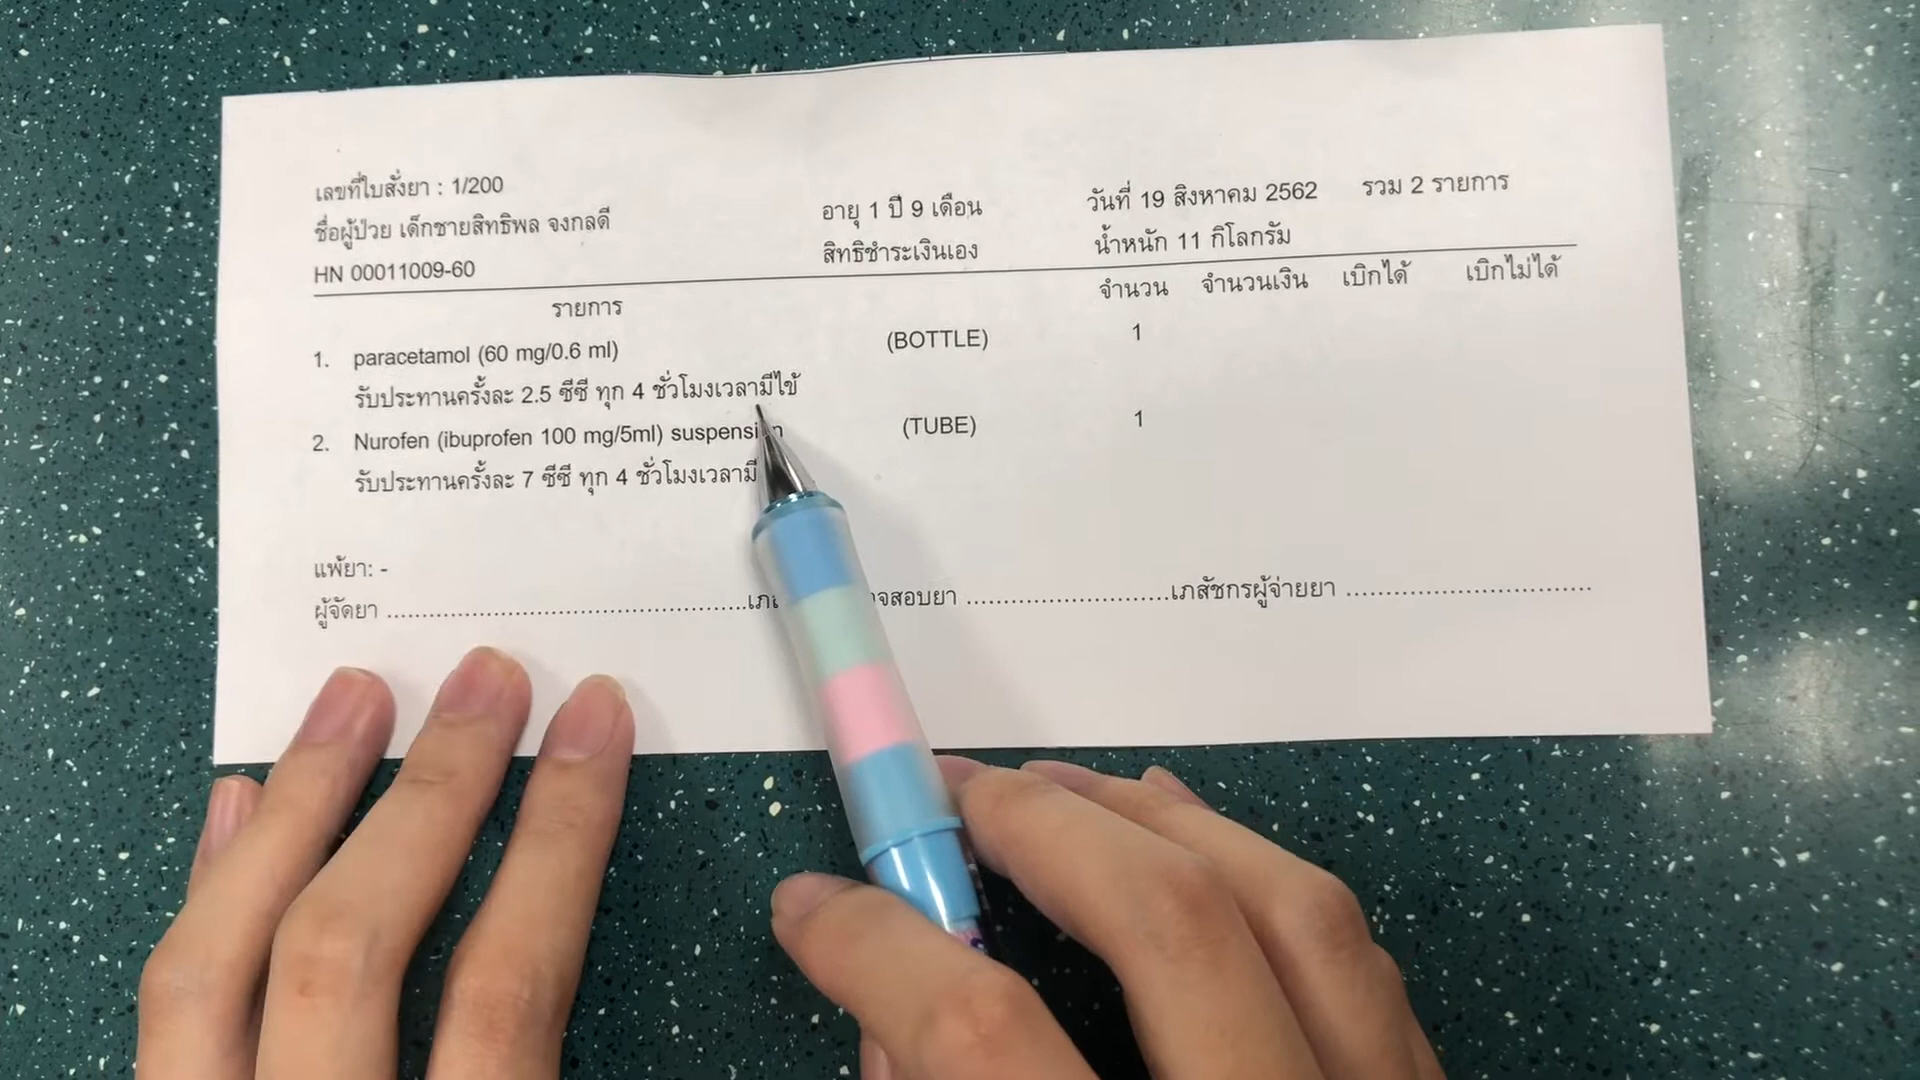 เลขที่ใบสั่งยา : 1/200
ชื่อผู้ป่วย เด็กชายสิทธิพล จงกลดี อายุ 1 ปี 9 เดือน วันที่ 19 สิงหาคม 2562 รวม 2 รายการ
HN 00011009-60 สิทธิชำระเงินเอง น้ำหนัก 11 กิโลกรัม
รายการ จำนวน จำนวนเงิน เบิกได้ เบิกไม่ได้
1. paracetamol (60 mg/0.6 ml) (BOTTLE) 1
รับประทานครั้งละ 2.5 ซีซี ทุก 4 ชั่วโมงเวลามีไข้
2. Nurofen (ibuprofen 100 mg/5ml) (TUBE) 1
รับประทานครั้งละ 7 ซีซี ทุก 4 ชั่วโมงเวลามี
แพ้ยา: -
ผู้จัดยา ................................................ ....................เภสัชกรผู้จ่ายยา ........................